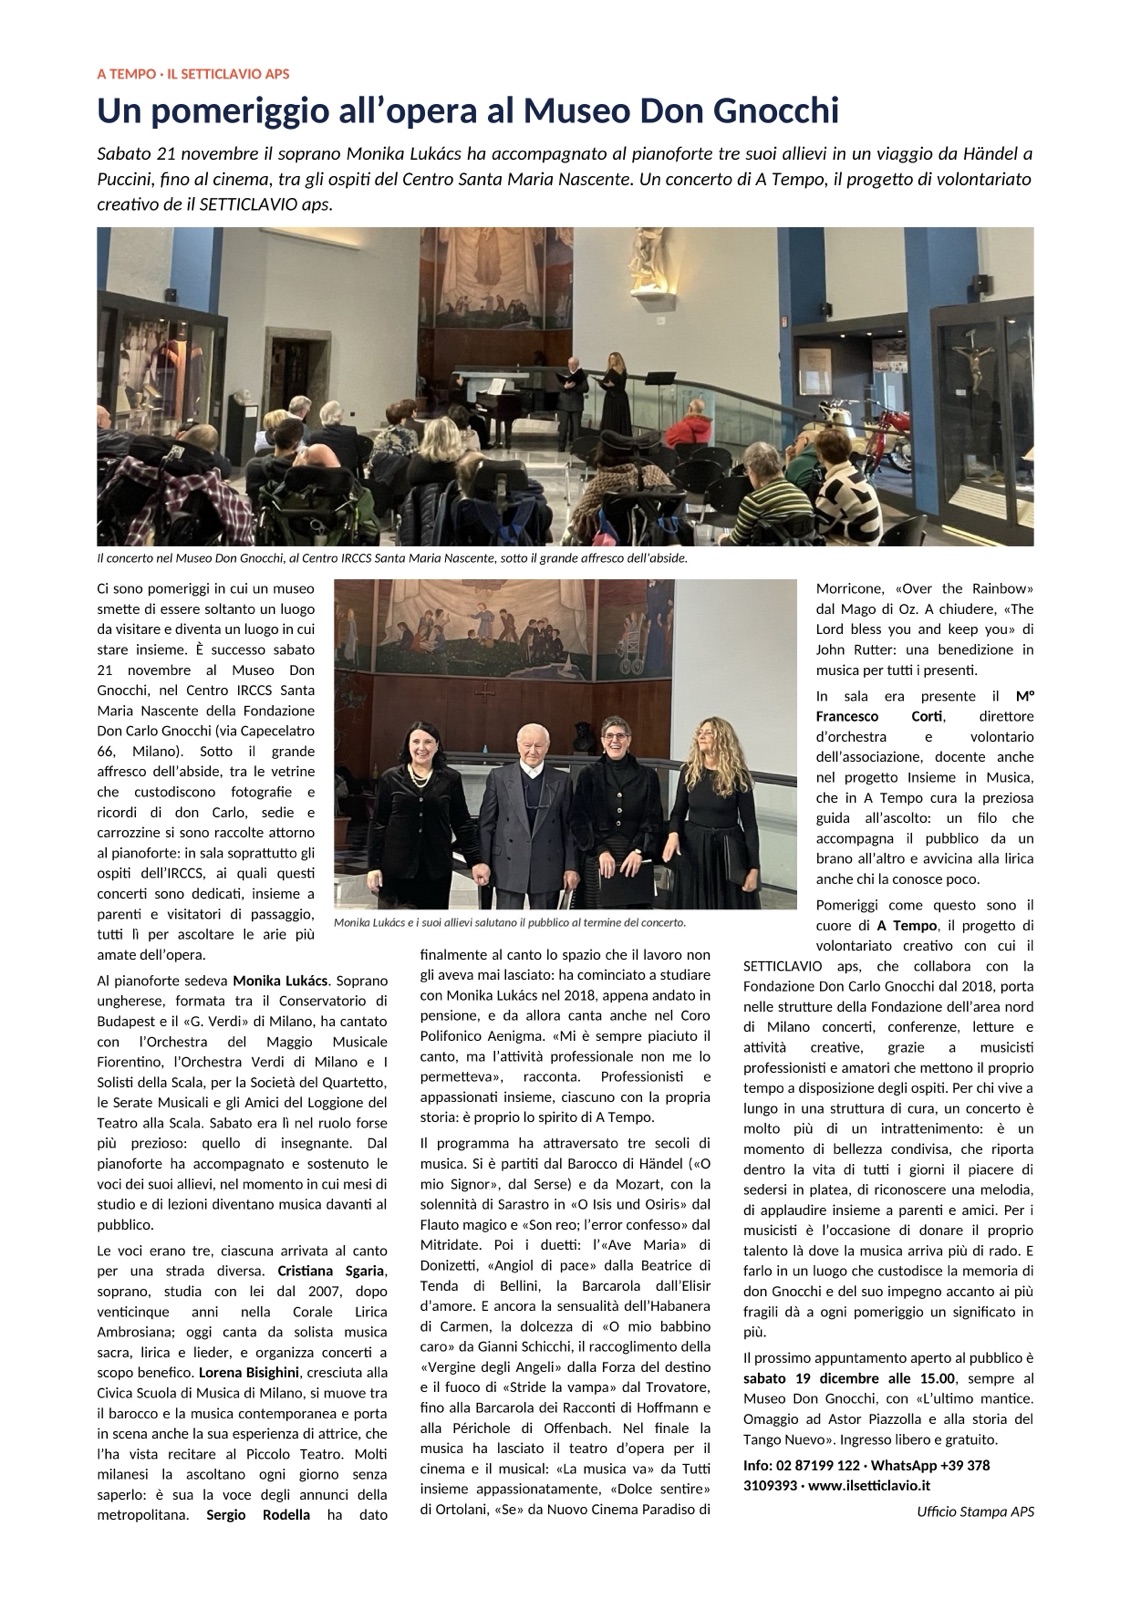 A TEMPO · IL SETTICLAVIO APS
Un pomeriggio all’opera al Museo Don Gnocchi
Sabato 21 novembre il soprano Monika Lukács ha accompagnato al pianoforte tre suoi allievi in un viaggio da Händel a
Puccini, fino al cinema, tra gli ospiti del Centro Santa Maria Nascente. Un concerto di A Tempo, il progetto di volontariato
creativo de il SETTICLAVIO aps.
Il concerto nel Museo Don Gnocchi, al Centro IRCCS Santa Maria Nascente, sotto il grande affresco dell’abside.
Ci sono pomeriggi in cui un museo
smette di essere soltanto un luogo
da visitare e diventa un luogo in cui
stare insieme. È successo sabato
21 novembre al Museo Don
Gnocchi, nel Centro IRCCS Santa
Maria Nascente della Fondazione
Don Carlo Gnocchi (via Capecelatro
66, Milano). Sotto il grande
affresco dell’abside, tra le vetrine
che custodiscono fotografie e
ricordi di don Carlo, sedie e
carrozzine si sono raccolte attorno
al pianoforte: in sala soprattutto gli
ospiti dell’IRCCS, ai quali questi
concerti sono dedicati, insieme a
parenti e visitatori di passaggio,
tutti lì per ascoltare le arie più
amate dell’opera.
Al pianoforte sedeva Monika Lukács. Soprano
ungherese, formata tra il Conservatorio di
Budapest e il «G. Verdi» di Milano, ha cantato
con l’Orchestra del Maggio Musicale
Fiorentino, l’Orchestra Verdi di Milano e I
Solisti della Scala, per la Società del Quartetto,
le Serate Musicali e gli Amici del Loggione del
Teatro alla Scala. Sabato era lì nel ruolo forse
più prezioso: quello di insegnante. Dal
pianoforte ha accompagnato e sostenuto le
voci dei suoi allievi, nel momento in cui mesi di
studio e di lezioni diventano musica davanti al
pubblico.
Le voci erano tre, ciascuna arrivata al canto
per una strada diversa. Cristiana Sgaria,
soprano, studia con lei dal 2007, dopo
venticinque anni nella Corale Lirica
Ambrosiana; oggi canta da solista musica
sacra, lirica e lieder, e organizza concerti a
scopo benefico. Lorena Bisighini, cresciuta alla
Civica Scuola di Musica di Milano, si muove tra
il barocco e la musica contemporanea e porta
in scena anche la sua esperienza di attrice, che
l’ha vista recitare al Piccolo Teatro. Molti
milanesi la ascoltano ogni giorno senza
saperlo: è sua la voce degli annunci della
metropolitana. Sergio Rodella ha dato
Monika Lukács e i suoi allievi salutano il pubblico al termine del concerto.
finalmente al canto lo spazio che il lavoro non
gli aveva mai lasciato: ha cominciato a studiare
con Monika Lukács nel 2018, appena andato in
pensione, e da allora canta anche nel Coro
Polifonico Aenigma. «Mi è sempre piaciuto il
canto, ma l’attività professionale non me lo
permetteva», racconta. Professionisti e
appassionati insieme, ciascuno con la propria
storia: è proprio lo spirito di A Tempo.
Il programma ha attraversato tre secoli di
musica. Si è partiti dal Barocco di Händel («O
mio Signor», dal Serse) e da Mozart, con la
solennità di Sarastro in «O Isis und Osiris» dal
Flauto magico e «Son reo; l’error confesso» dal
Mitridate. Poi i duetti: l’«Ave Maria» di
Donizetti, «Angiol di pace» dalla Beatrice di
Tenda di Bellini, la Barcarola dall’Elisir
d’amore. E ancora la sensualità dell’Habanera
di Carmen, la dolcezza di «O mio babbino
caro» da Gianni Schicchi, il raccoglimento della
«Vergine degli Angeli» dalla Forza del destino
e il fuoco di «Stride la vampa» dal Trovatore,
fino alla Barcarola dei Racconti di Hoffmann e
alla Périchole di Offenbach. Nel finale la
musica ha lasciato il teatro d’opera per il
cinema e il musical: «La musica va» da Tutti
insieme appassionatamente, «Dolce sentire»
di Ortolani, «Se» da Nuovo Cinema Paradiso di
Morricone, «Over the Rainbow»
dal Mago di Oz. A chiudere, «The
Lord bless you and keep you» di
John Rutter: una benedizione in
musica per tutti i presenti.
In sala era presente il M°
Francesco Corti, direttore
d’orchestra e volontario
dell’associazione, docente anche
nel progetto Insieme in Musica,
che in A Tempo cura la preziosa
guida all’ascolto: un filo che
accompagna il pubblico da un
brano all’altro e avvicina alla lirica
anche chi la conosce poco.
Pomeriggi come questo sono il
cuore di A Tempo, il progetto di
volontariato creativo con cui il
SETTICLAVIO aps, che collabora con la
Fondazione Don Carlo Gnocchi dal 2018, porta
nelle strutture della Fondazione dell’area nord
di Milano concerti, conferenze, letture e
attività creative, grazie a musicisti
professionisti e amatori che mettono il proprio
tempo a disposizione degli ospiti. Per chi vive a
lungo in una struttura di cura, un concerto è
molto più di un intrattenimento: è un
momento di bellezza condivisa, che riporta
dentro la vita di tutti i giorni il piacere di
sedersi in platea, di riconoscere una melodia,
di applaudire insieme a parenti e amici. Per i
musicisti è l’occasione di donare il proprio
talento là dove la musica arriva più di rado. E
farlo in un luogo che custodisce la memoria di
don Gnocchi e del suo impegno accanto ai più
fragili dà a ogni pomeriggio un significato in
più.
Il prossimo appuntamento aperto al pubblico è
sabato 19 dicembre alle 15.00, sempre al
Museo Don Gnocchi, con «L’ultimo mantice.
Omaggio ad Astor Piazzolla e alla storia del
Tango Nuevo». Ingresso libero e gratuito.
Info: 02 87199 122 · WhatsApp +39 378
3109393 · www.ilsetticlavio.it
Ufficio Stampa APS